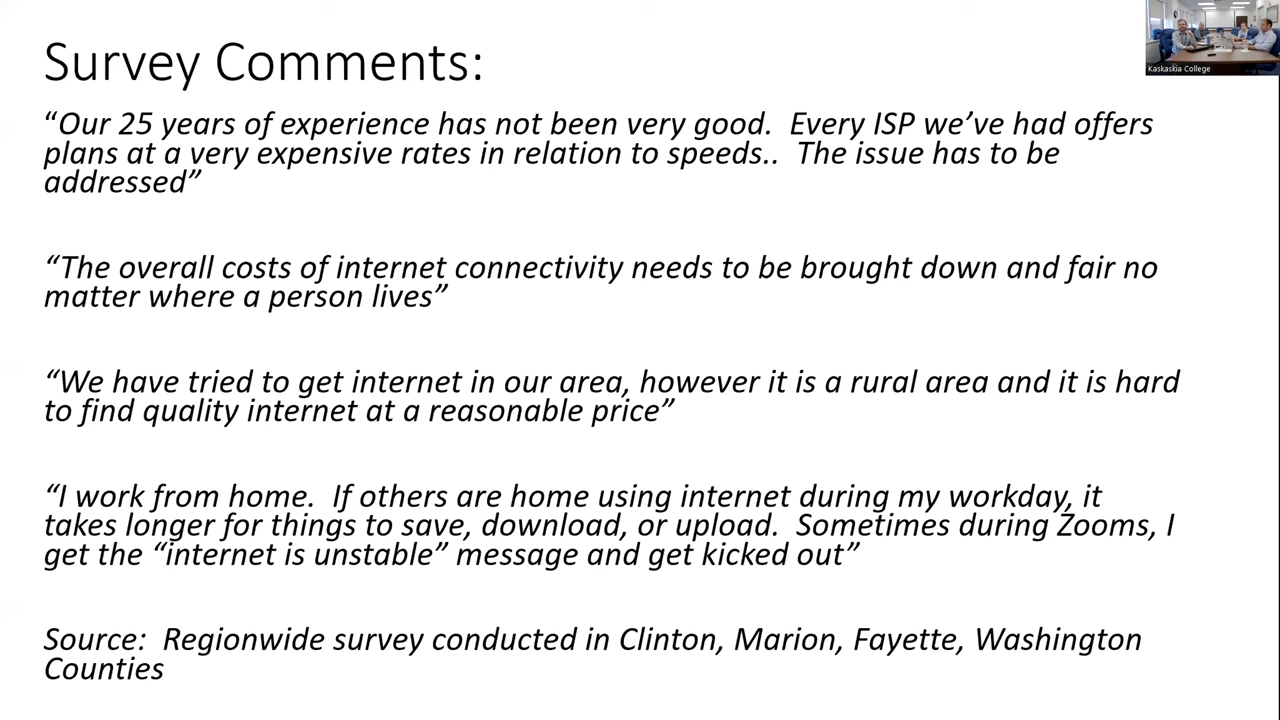 Survey Comments:
Kaskaskia College
“Our 25 years of experience has not been very good.  Every ISP we’ve had offers
plans at a very expensive rates in relation to speeds..  The issue has to be
addressed”
“The overall costs of internet connectivity needs to be brought down and fair no
matter where a person lives”
“We have tried to get internet in our area, however it is a rural area and it is hard
to find quality internet at a reasonable price”
“I work from home.  If others are home using internet during my workday, it
takes longer for things to save, download, or upload.  Sometimes during Zooms, I
get the “internet is unstable” message and get kicked out”
Source:  Regionwide survey conducted in Clinton, Marion, Fayette, Washington
Counties